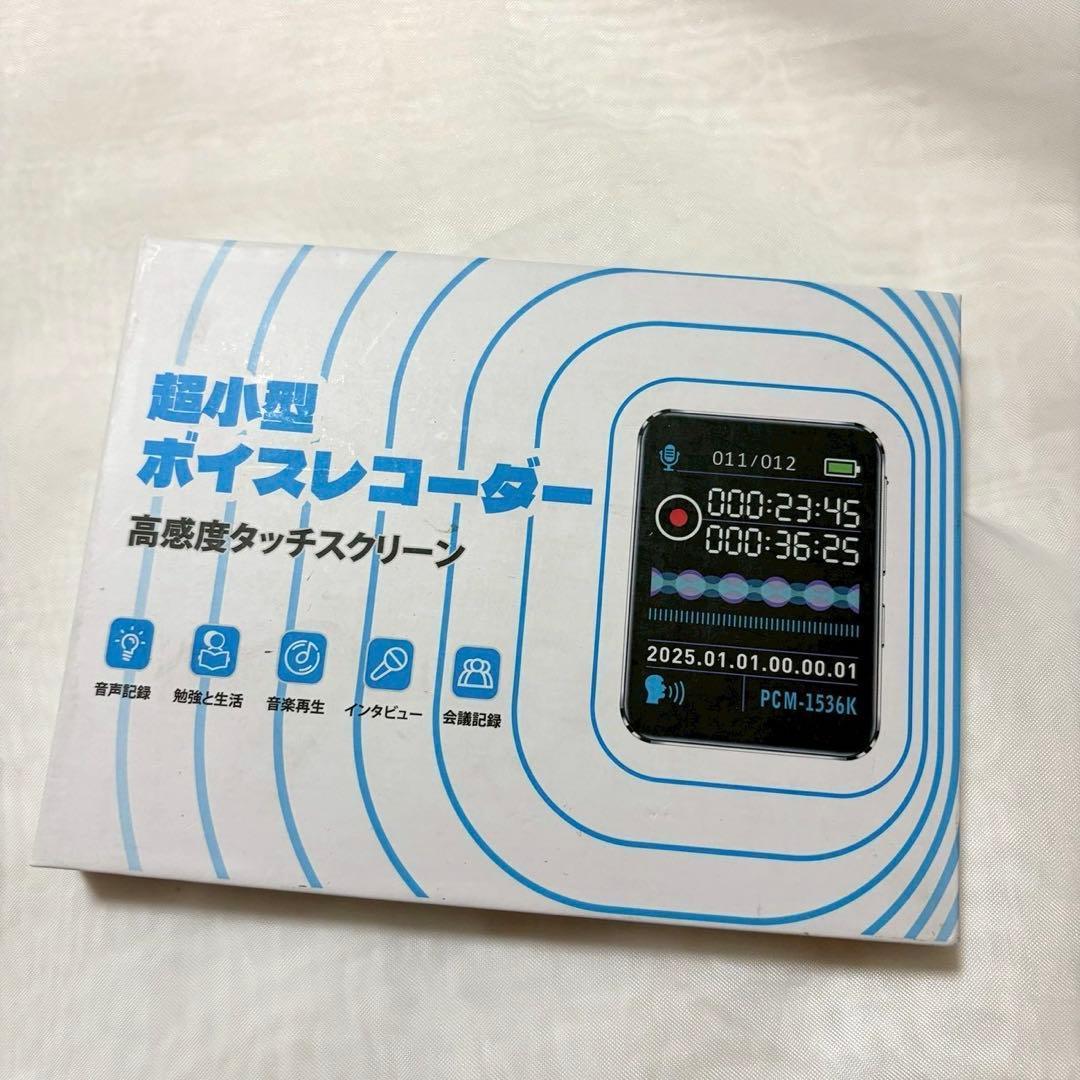 超小型
ボイスレコーダー
高感度タッチスクリーン
音声記録
勉強と生活
音楽再生
インタビュー
会議記録
011/012
000:23:45
000:36:25
2025.01.01.00.00.01
PCM-1536K